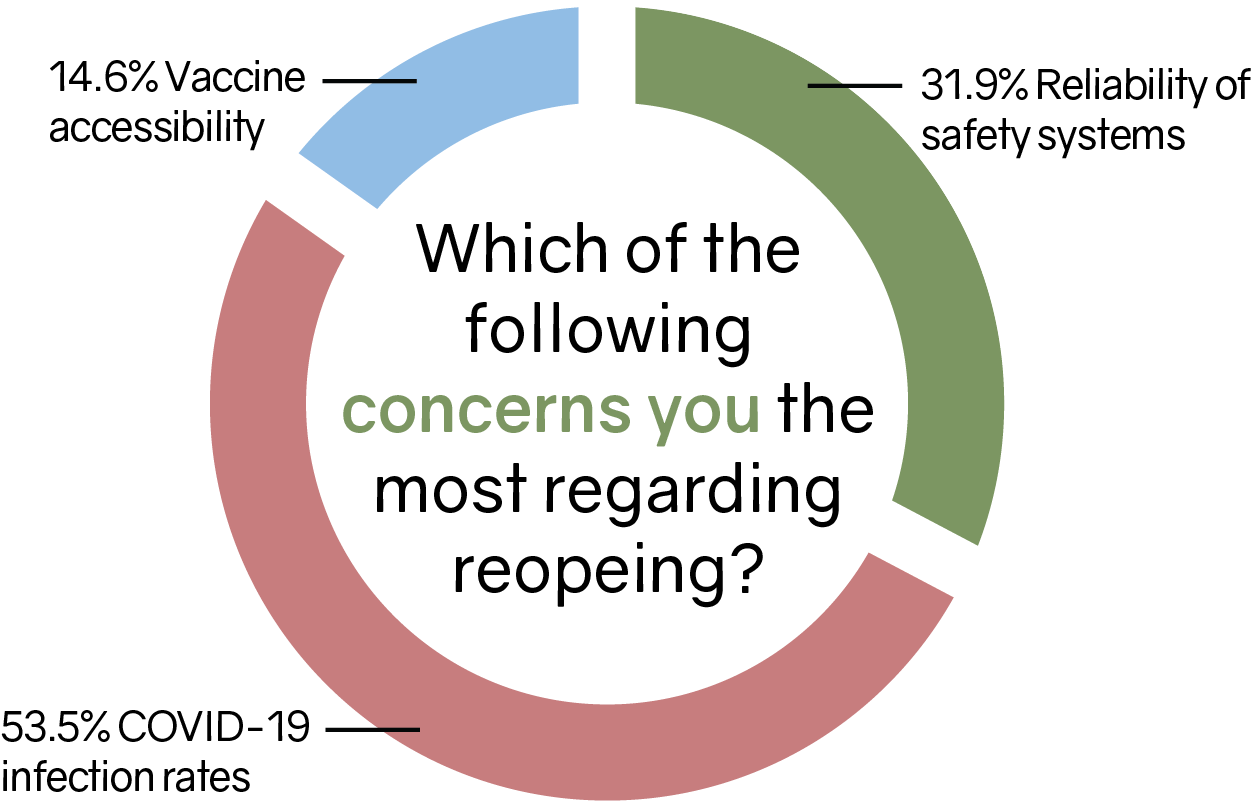 14.6% Vaccine
accessibility
31.9% Reliability of
safety systems
Which of the
following
concerns you the
most regarding
reopeing?
53.5% COVID-19
infection rates